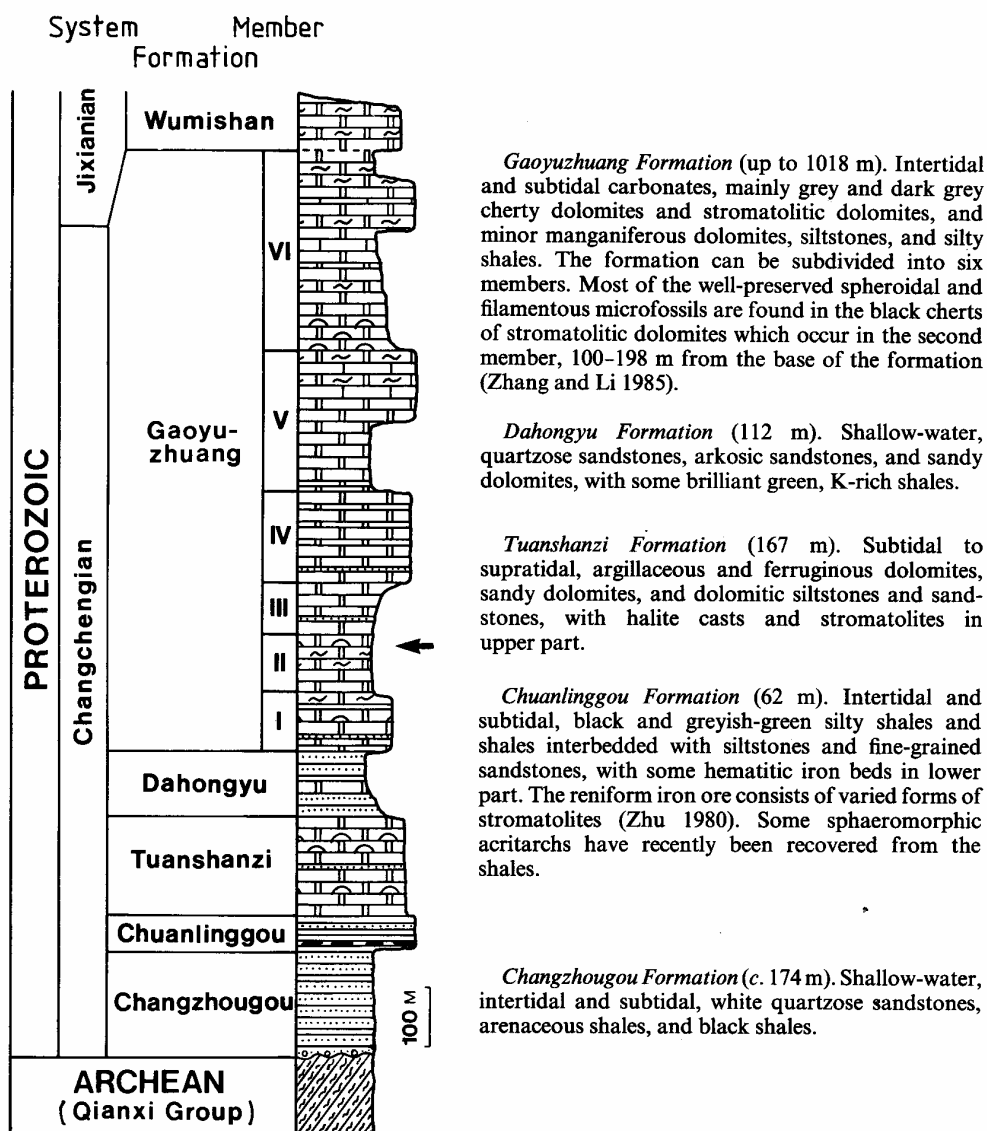 System Member
Formation
PROTEROZOIC
Jixianian
Changchengian
Wumishan
Gaoyu-
zhuang
VI
V
IV
III
II
I
Dahongyu
Tuanshanzi
Chuanlinggou
Changzhougou
100 M
ARCHEAN
(Qianxi Group)
Gaoyuzhuang Formation (up to 1018 m). Intertidal
and subtidal carbonates, mainly grey and dark grey
cherty dolomites and stromatolitic dolomites, and
minor manganiferous dolomites, siltstones, and silty
shales. The formation can be subdivided into six
members. Most of the well-preserved spheroidal and
filamentous microfossils are found in the black cherts
of stromatolitic dolomites which occur in the second
member, 100–198 m from the base of the formation
(Zhang and Li 1985).
Dahongyu Formation (112 m). Shallow-water,
quartzose sandstones, arkosic sandstones, and sandy
dolomites, with some brilliant green, K-rich shales.
Tuanshanzi Formation (167 m). Subtidal to
supratidal, argillaceous and ferruginous dolomites,
sandy dolomites, and dolomitic siltstones and sand-
stones, with halite casts and stromatolites in
upper part.
Chuanlinggou Formation (62 m). Intertidal and
subtidal, black and greyish-green silty shales and
shales interbedded with siltstones and fine-grained
sandstones, with some hematitic iron beds in lower
part. The reniform iron ore consists of varied forms of
stromatolites (Zhu 1980). Some sphaeromorphic
acritarchs have recently been recovered from the
shales.
Changzhougou Formation (c. 174 m). Shallow-water,
intertidal and subtidal, white quartzose sandstones,
arenaceous shales, and black shales.